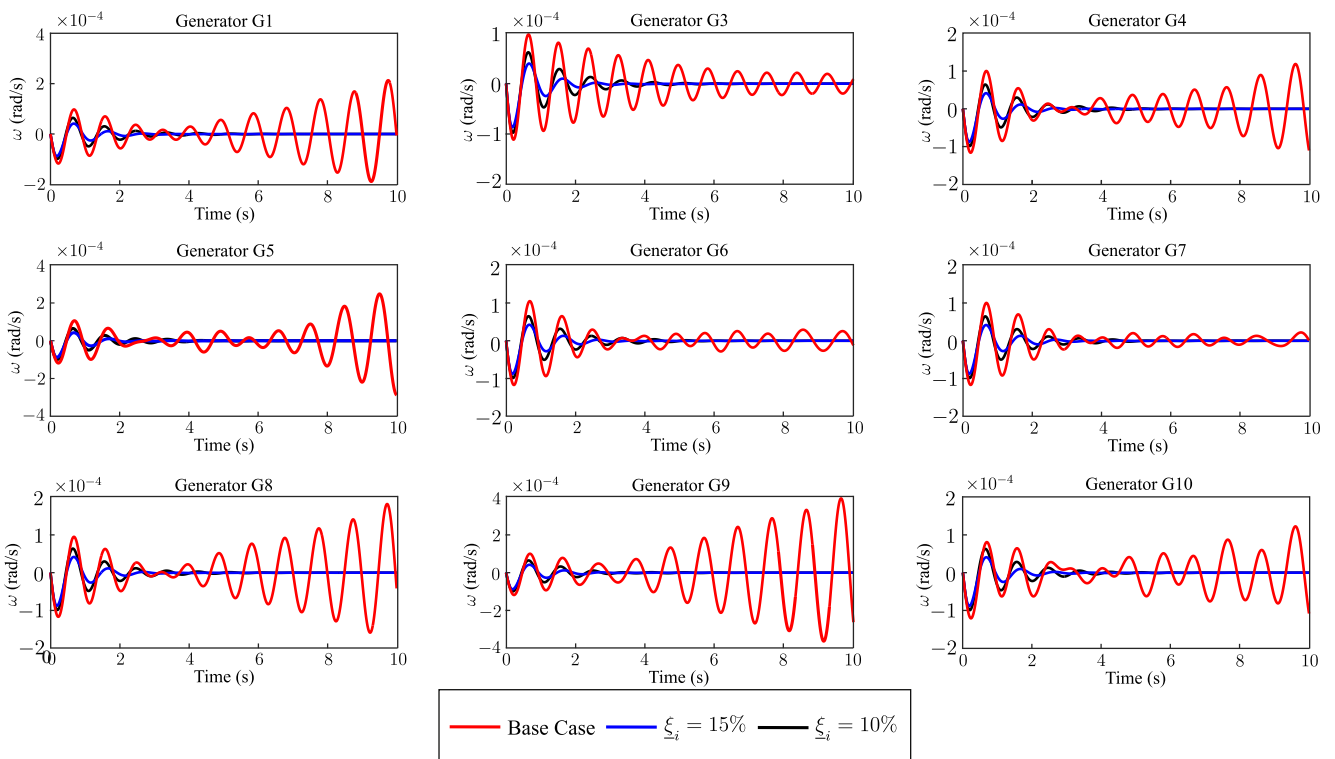 Generator G1
×10⁻⁴
ω (rad/s)
4
2
0
−2
0 2 4 6 8 10
Time (s)
Generator G3
×10⁻⁴
ω (rad/s)
1
0
−1
−2
0 2 4 6 8 10
Time (s)
Generator G4
×10⁻⁴
ω (rad/s)
2
1
0
−1
−2
0 2 4 6 8 10
Time (s)
Generator G5
×10⁻⁴
ω (rad/s)
4
2
0
−2
−4
0 2 4 6 8 10
Time (s)
Generator G6
×10⁻⁴
ω (rad/s)
2
1
0
−1
−2
0 2 4 6 8 10
Time (s)
Generator G7
×10⁻⁴
ω (rad/s)
2
1
0
−1
−2
0 2 4 6 8 10
Time (s)
Generator G8
×10⁻⁴
ω (rad/s)
2
1
0
−1
−2
0
0 2 4 6 8 10
Time (s)
Generator G9
×10⁻⁴
ω (rad/s)
4
2
0
−2
−4
0 2 4 6 8 10
Time (s)
Generator G10
×10⁻⁴
ω (rad/s)
2
1
0
−1
−2
0 2 4 6 8 10
Time (s)
Base Case ξ̲ᵢ = 15% ξ̲ᵢ = 10%